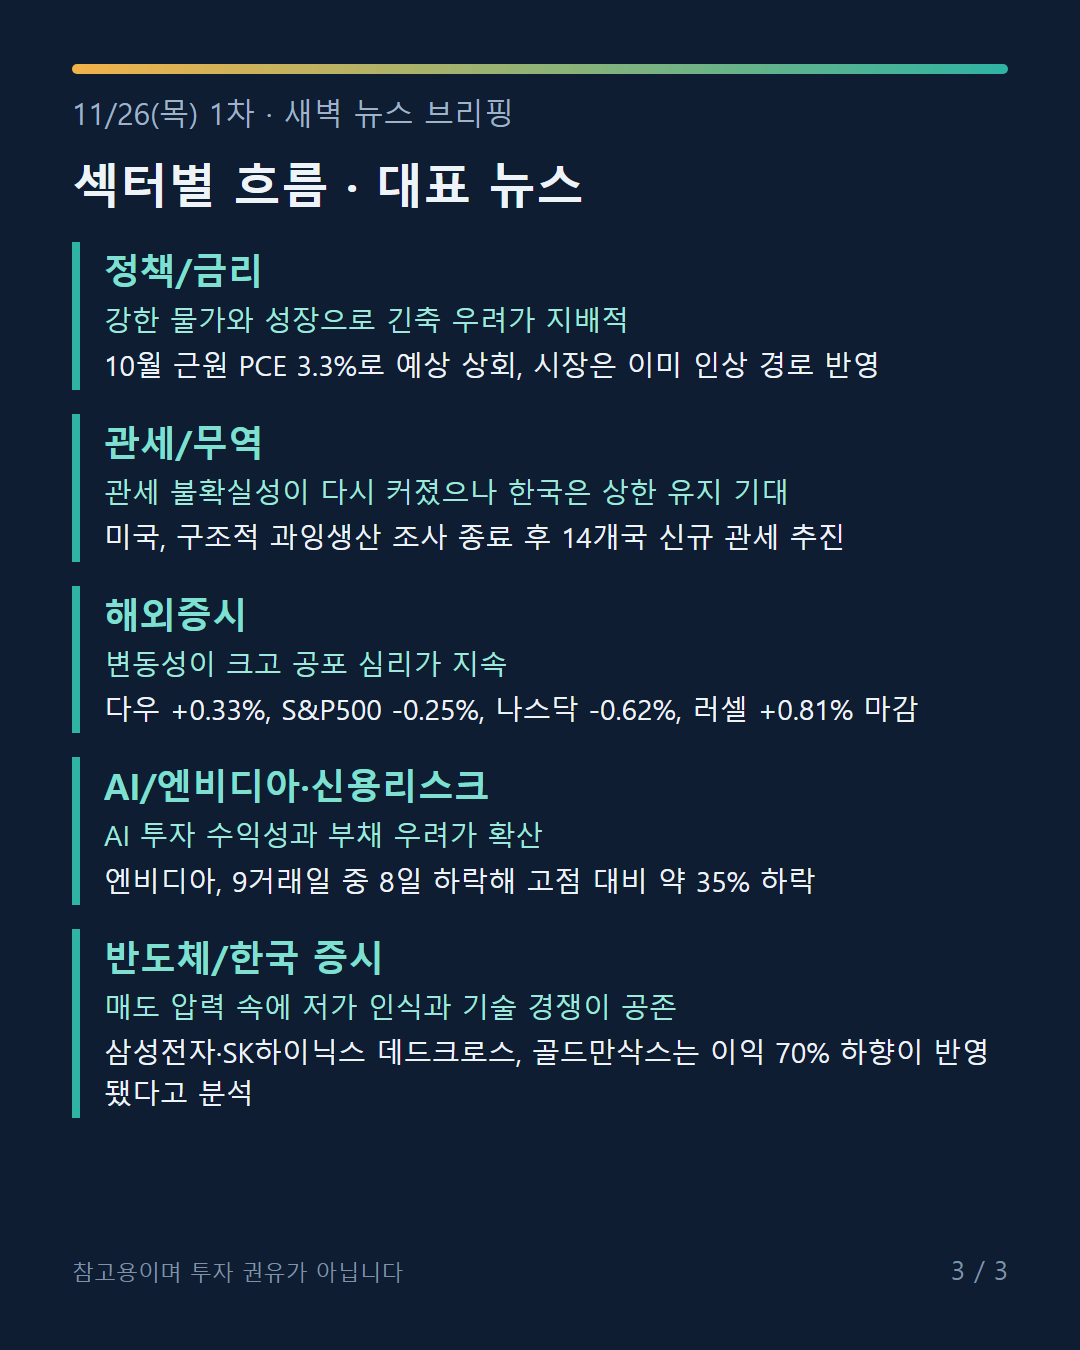 11/26(목) 1차 · 새벽 뉴스 브리핑
섹터별 흐름 · 대표 뉴스
정책/금리
강한 물가와 성장으로 긴축 우려가 지배적
10월 근원 PCE 3.3%로 예상 상회, 시장은 이미 인상 경로 반영
관세/무역
관세 불확실성이 다시 커졌으나 한국은 상한 유지 기대
미국, 구조적 과잉생산 조사 종료 후 14개국 신규 관세 추진
해외증시
변동성이 크고 공포 심리가 지속
다우 +0.33%, S&P500 -0.25%, 나스닥 -0.62%, 러셀 +0.81% 마감
AI/엔비디아·신용리스크
AI 투자 수익성과 부채 우려가 확산
엔비디아, 9거래일 중 8일 하락해 고점 대비 약 35% 하락
반도체/한국 증시
매도 압력 속에 저가 인식과 기술 경쟁이 공존
삼성전자·SK하이닉스 데드크로스, 골드만삭스는 이익 70% 하향이 반영
됐다고 분석
참고용이며 투자 권유가 아닙니다
3 / 3